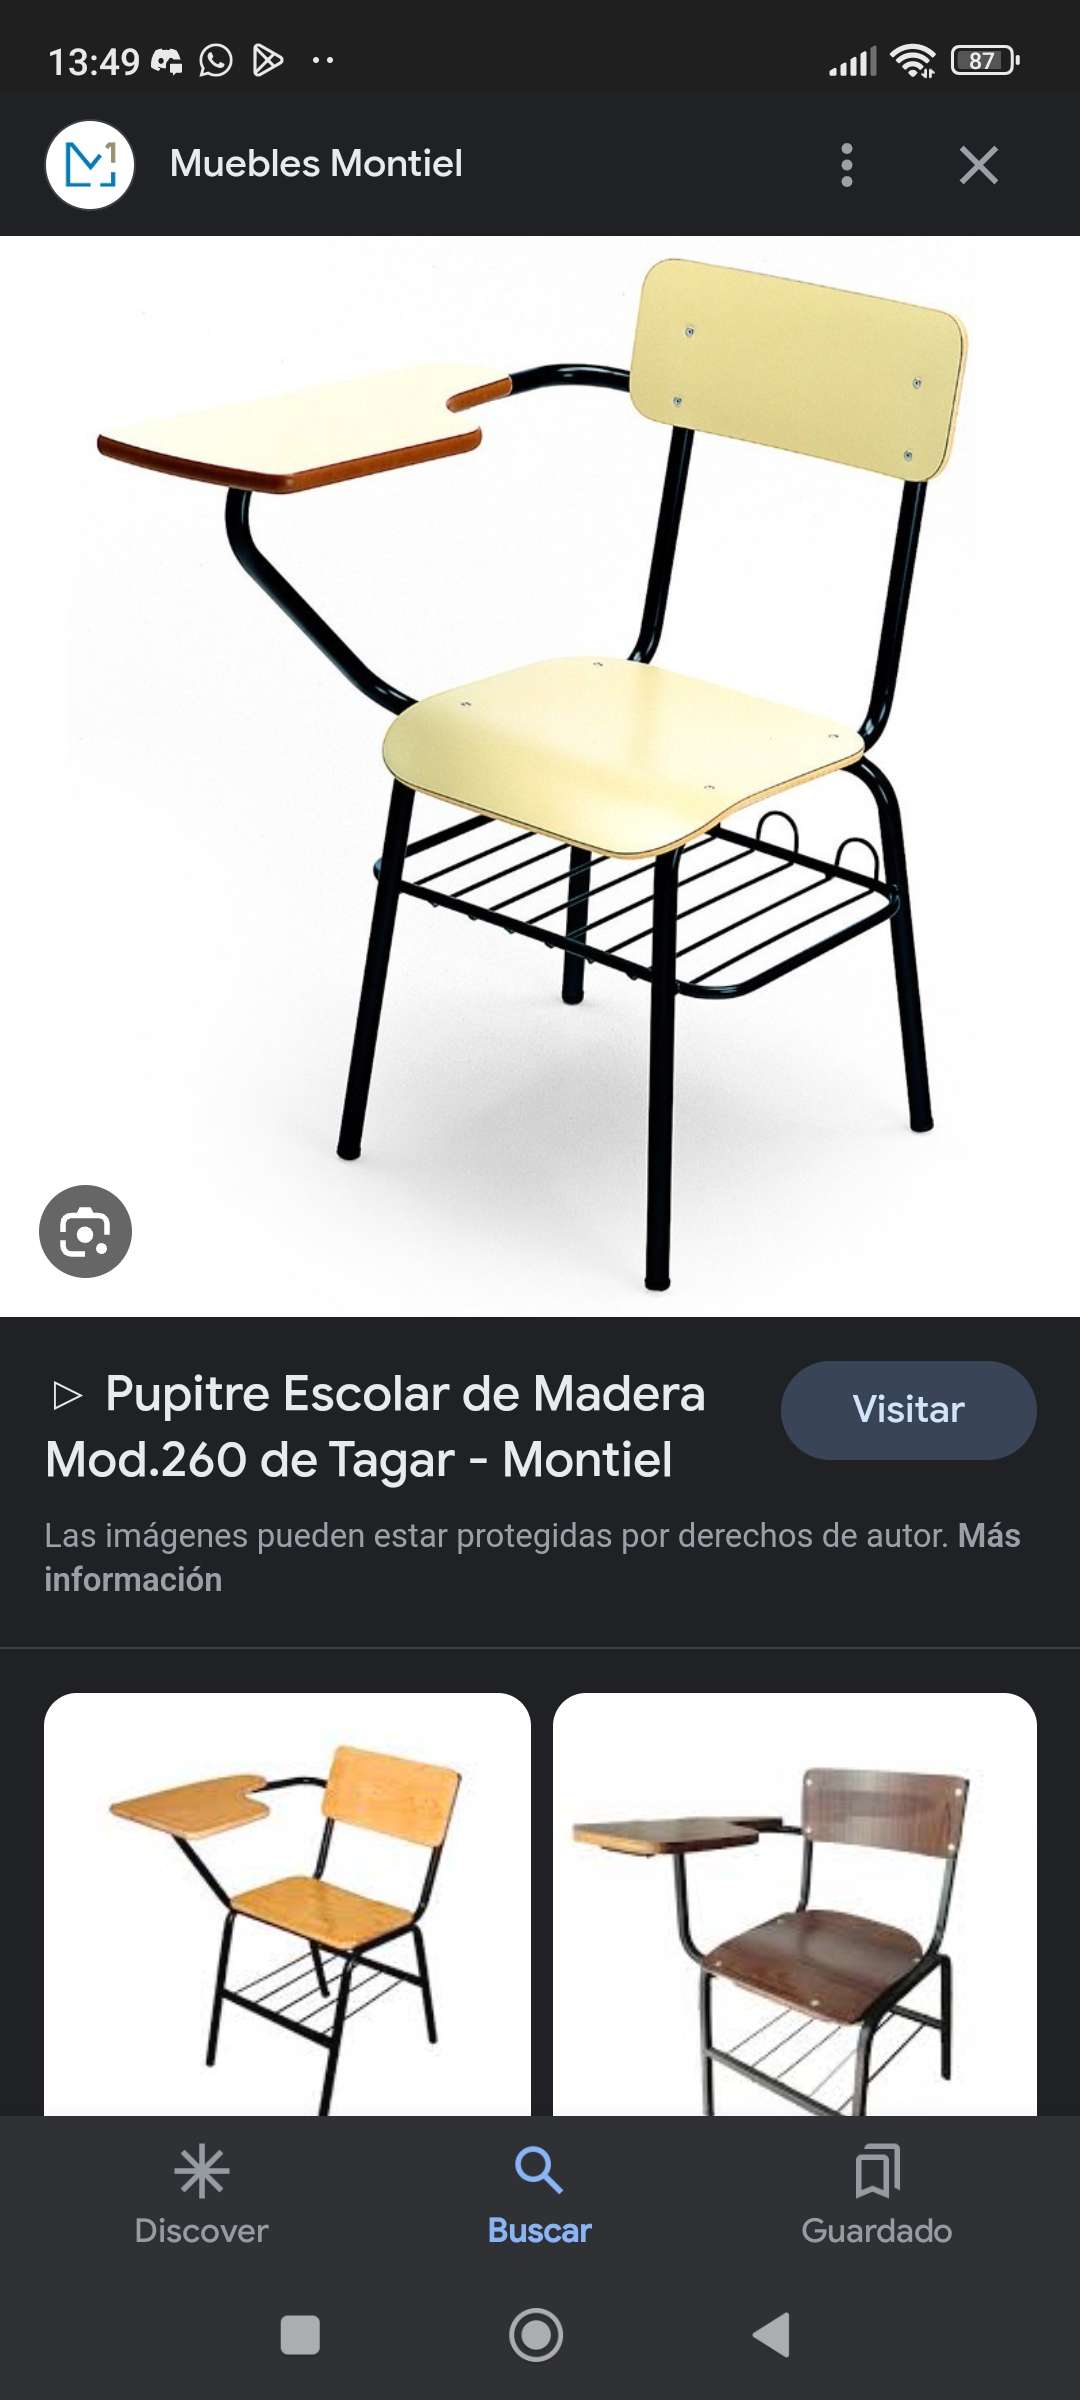 13:49
87
Muebles Montiel
▷ Pupitre Escolar de Madera
Mod.260 de Tagar - Montiel
Visitar
Las imágenes pueden estar protegidas por derechos de autor. Más
información
Discover
Buscar
Guardado